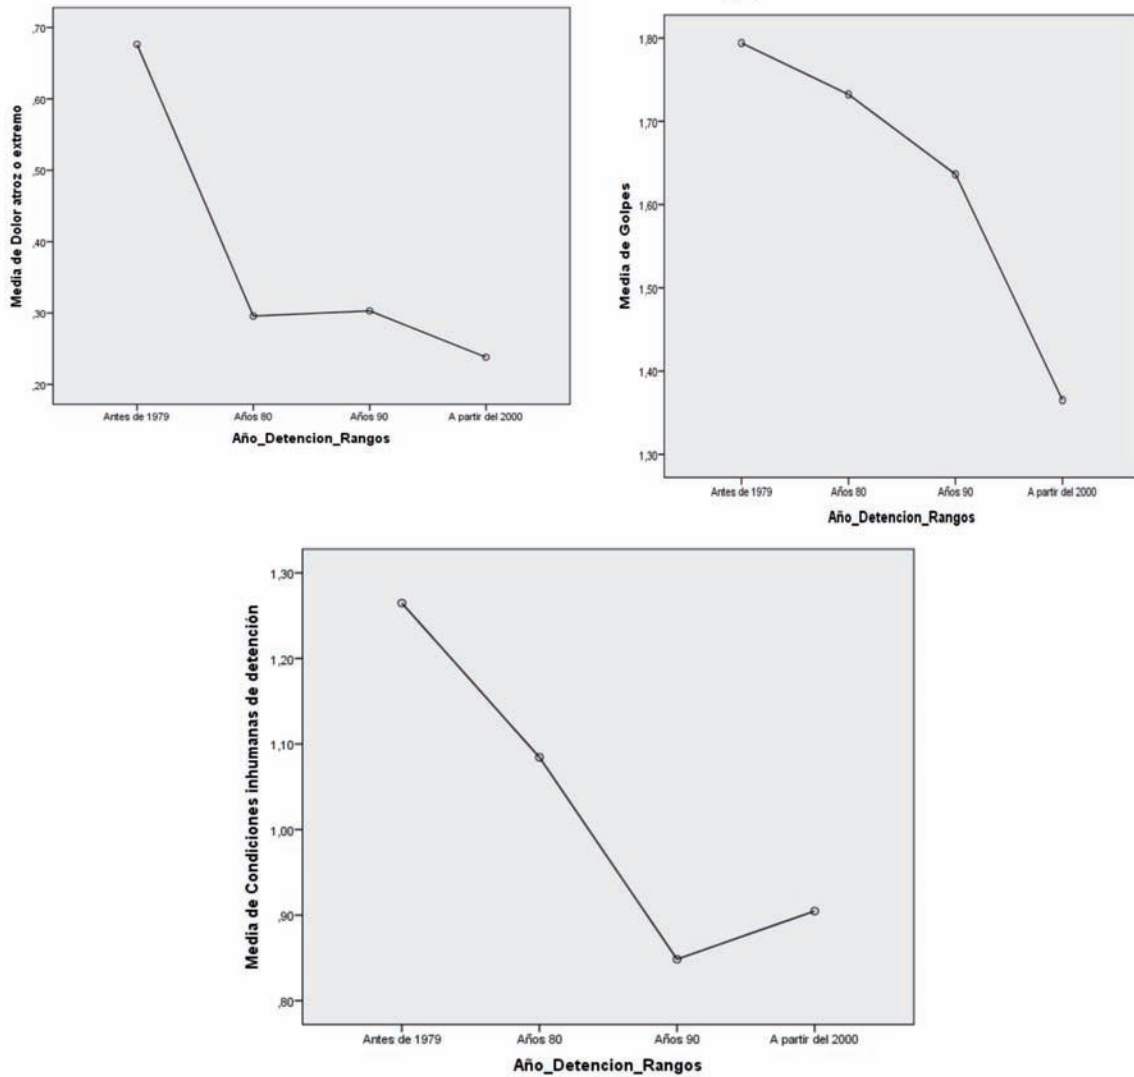 Media de Dolor atroz o extremo
,70
,60
,50
,40
,30
,20
Antes de 1979 Años 80 Años 90 A partir del 2000
Año_Detencion_Rangos
Media de Golpes
1,80
1,70
1,60
1,50
1,40
1,30
Antes de 1979 Años 80 Años 90 A partir del 2000
Año_Detencion_Rangos
Media de Condiciones inhumanas de detención
1,30
1,20
1,10
1,00
,90
,80
Antes de 1979 Años 80 Años 90 A partir del 2000
Año_Detencion_Rangos